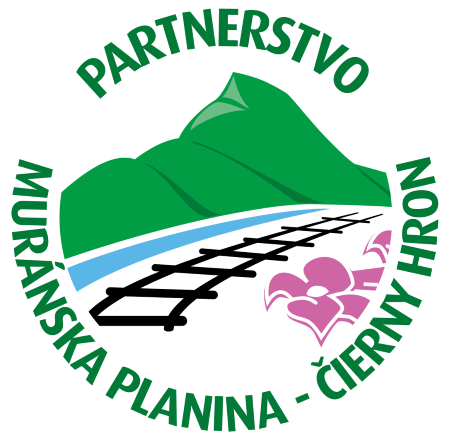 PARTNERSTVO
MURÁNSKA PLANINA - ČIERNY HRON